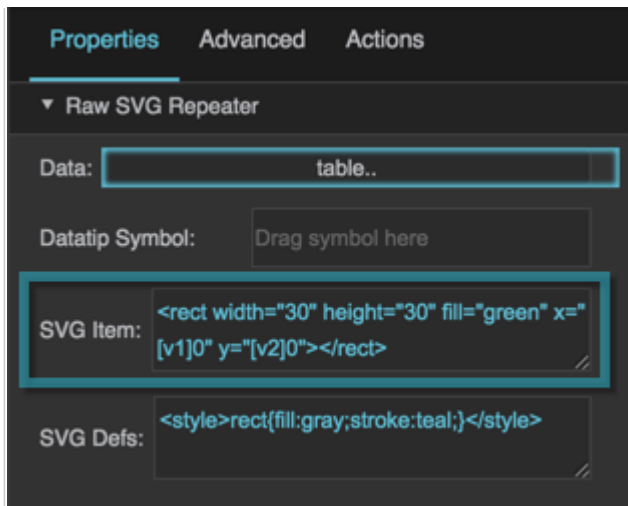 Properties Advanced Actions
▼ Raw SVG Repeater
Data: table..
Datatip Symbol: Drag symbol here
SVG Item: <rect width="30" height="30" fill="green" x="
[v1]0" y="[v2]0"></rect>
SVG Defs: <style>rect{fill:gray;stroke:teal;}</style>